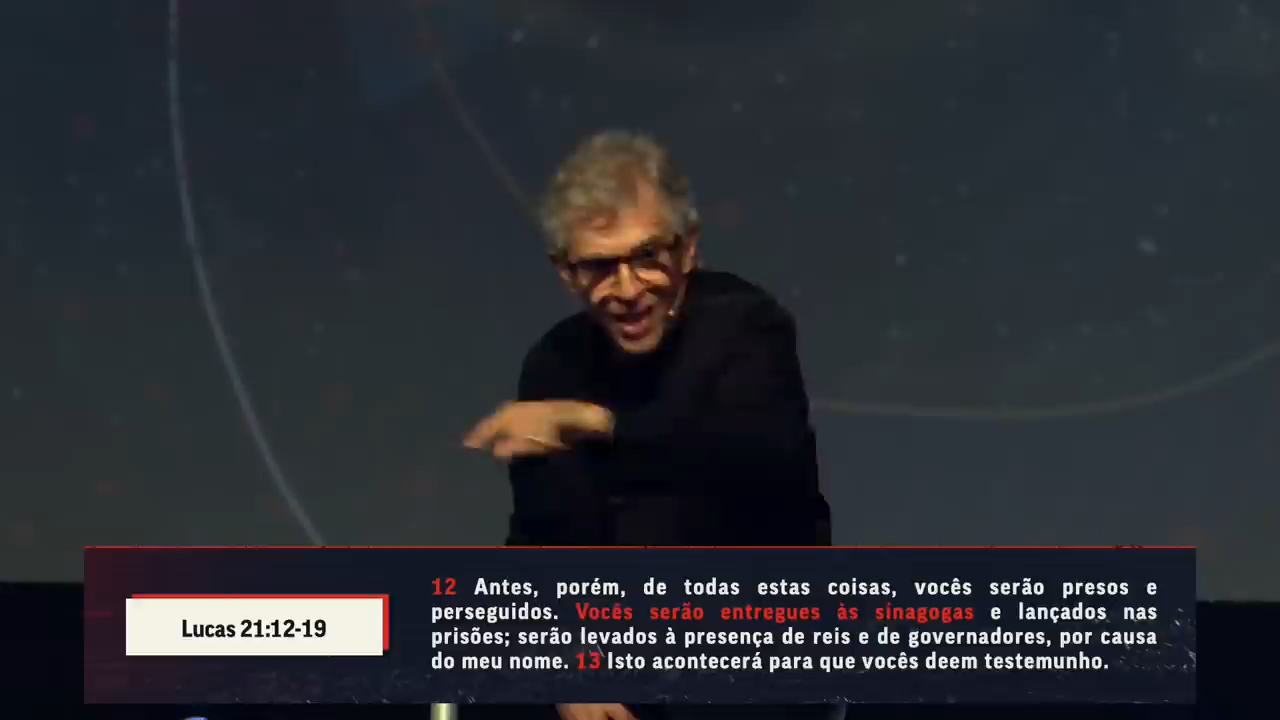 Lucas 21:12-19
12 Antes, porém, de todas estas coisas, vocês serão presos e
perseguidos. Vocês serão entregues às sinagogas e lançados nas
prisões; serão levados à presença de reis e de governadores, por causa
do meu nome. 13 Isto acontecerá para que vocês deem testemunho.